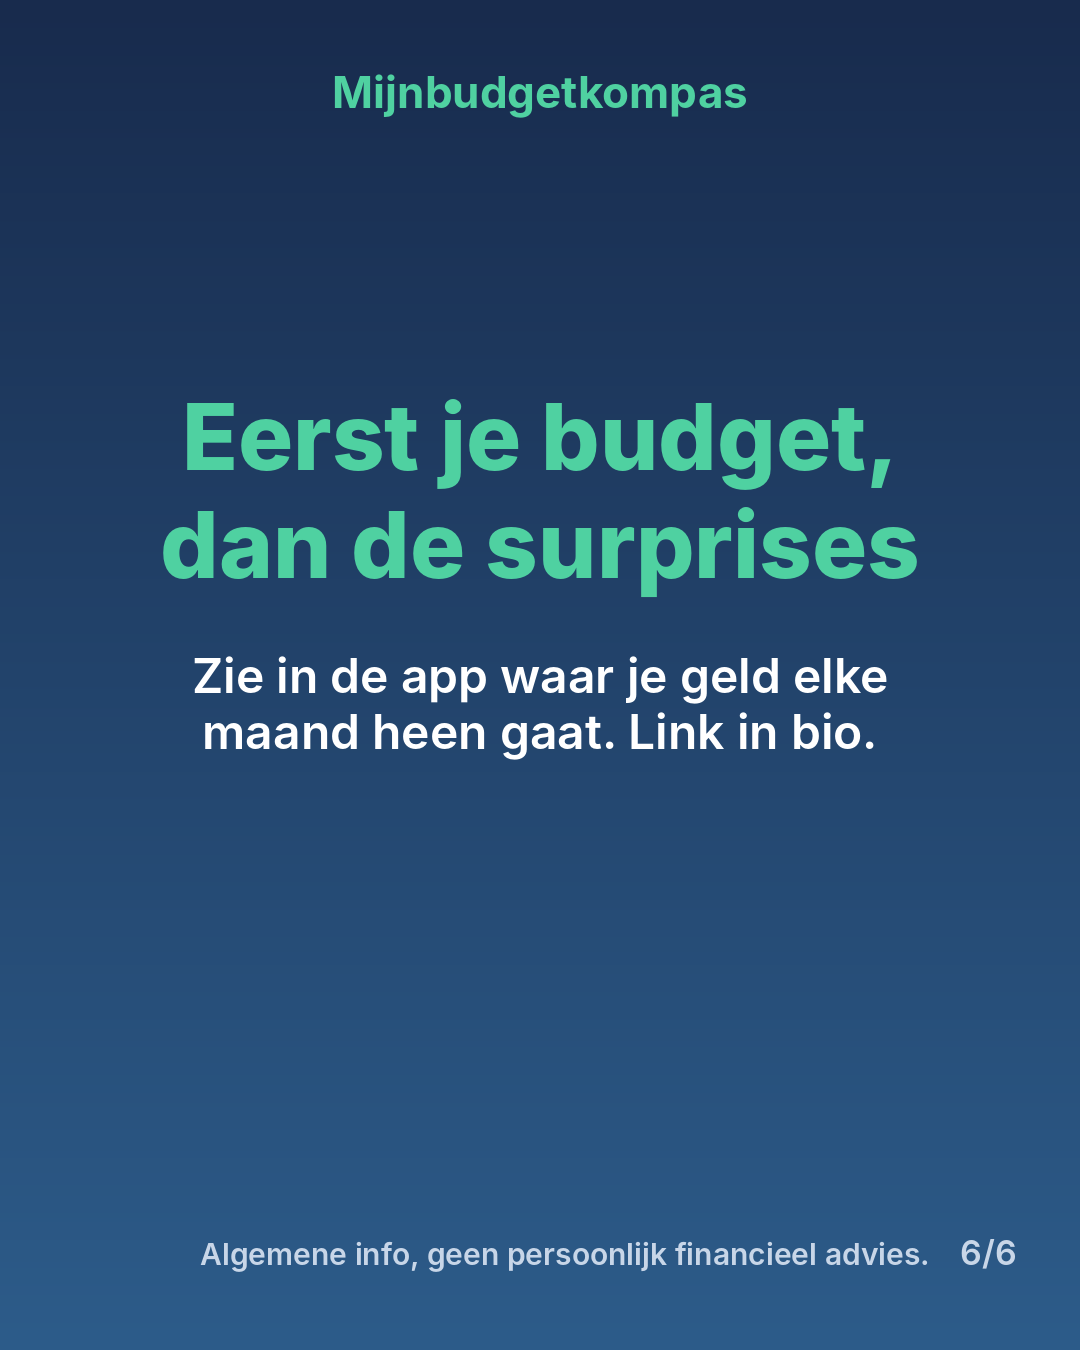 Mijnbudgetkompas
Eerst je budget,
dan de surprises
Zie in de app waar je geld elke
maand heen gaat. Link in bio.
Algemene info, geen persoonlijk financieel advies. 6/6